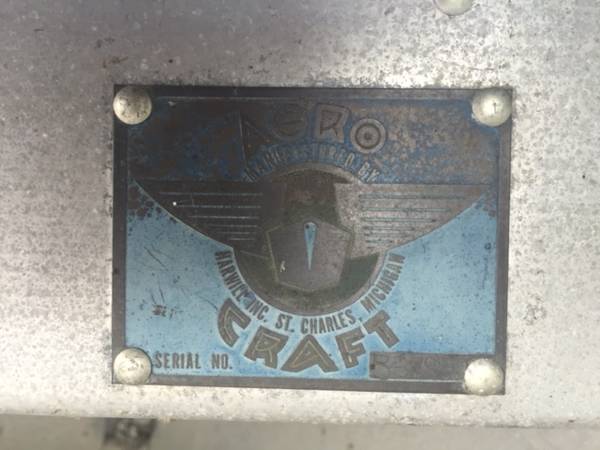 AERO
MANUFACTURED BY
HARWILL, INC. ST. CHARLES, MICHIGAN
CRAFT
SERIAL NO.